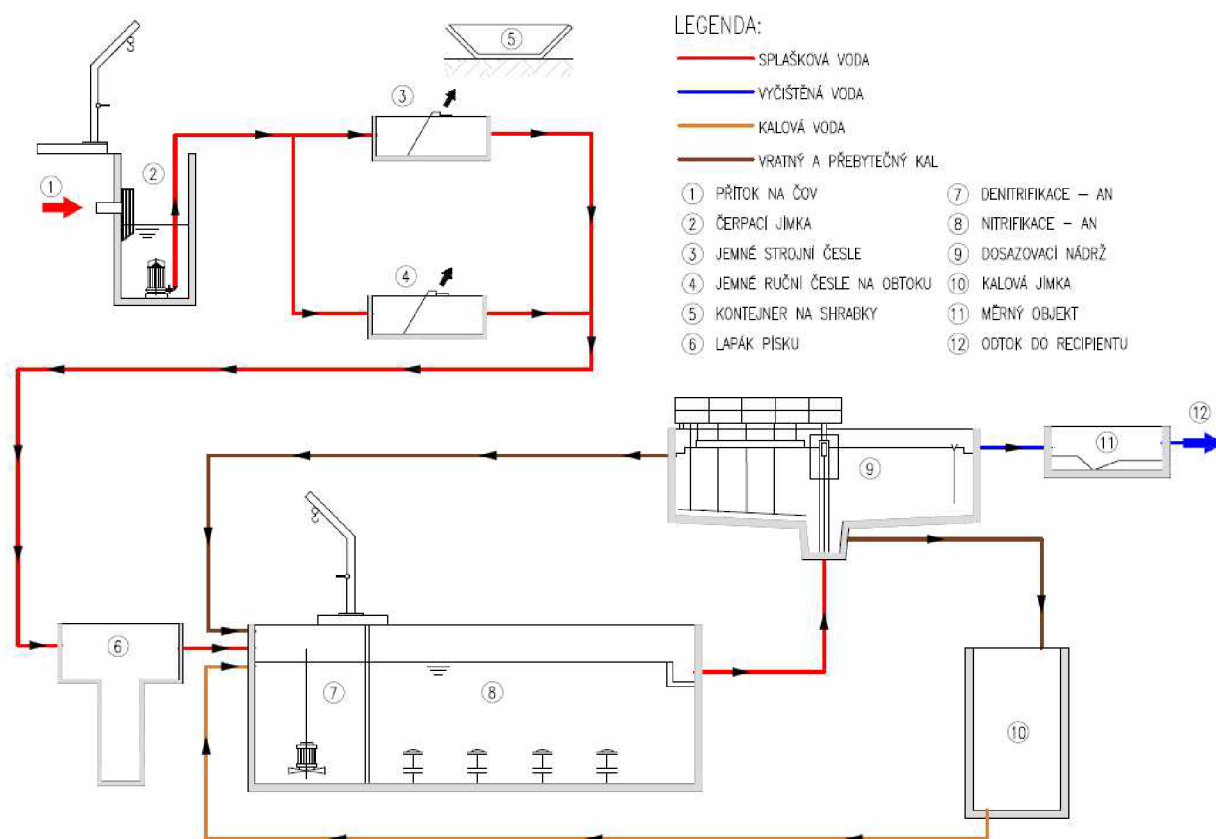 LEGENDA:
SPLAŠKOVÁ VODA
VYČIŠTĚNÁ VODA
KALOVÁ VODA
VRATNÝ A PŘEBYTEČNÝ KAL
1 PŘÍTOK NA ČOV
2 ČERPACÍ JÍMKA
3 JEMNÉ STROJNÍ ČESLE
4 JEMNÉ RUČNÍ ČESLE NA OBTOKU
5 KONTEJNER NA SHRABKY
6 LAPÁK PÍSKU
7 DENITRIFIKACE – AN
8 NITRIFIKACE – AN
9 DOSAZOVACÍ NÁDRŽ
10 KALOVÁ JÍMKA
11 MĚRNÝ OBJEKT
12 ODTOK DO RECIPIENTU
5
3
2
1
4
12
11
9
6
7
8
10